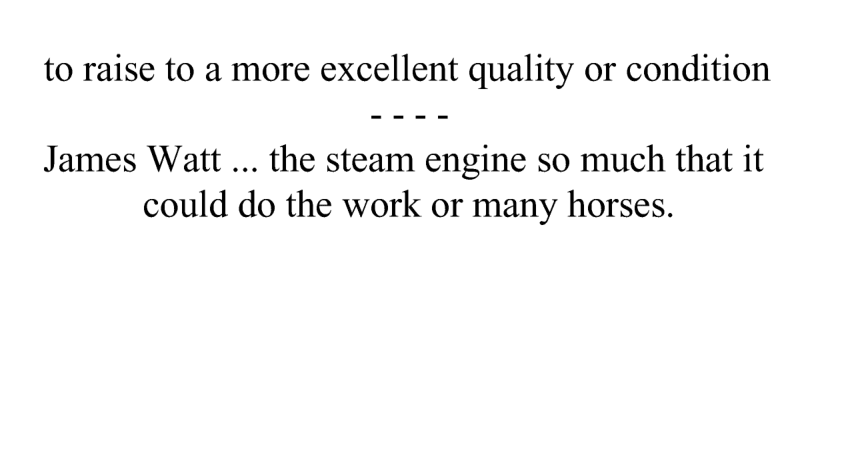 to raise to a more excellent quality or condition
- - - -
James Watt ... the steam engine so much that it
could do the work or many horses.